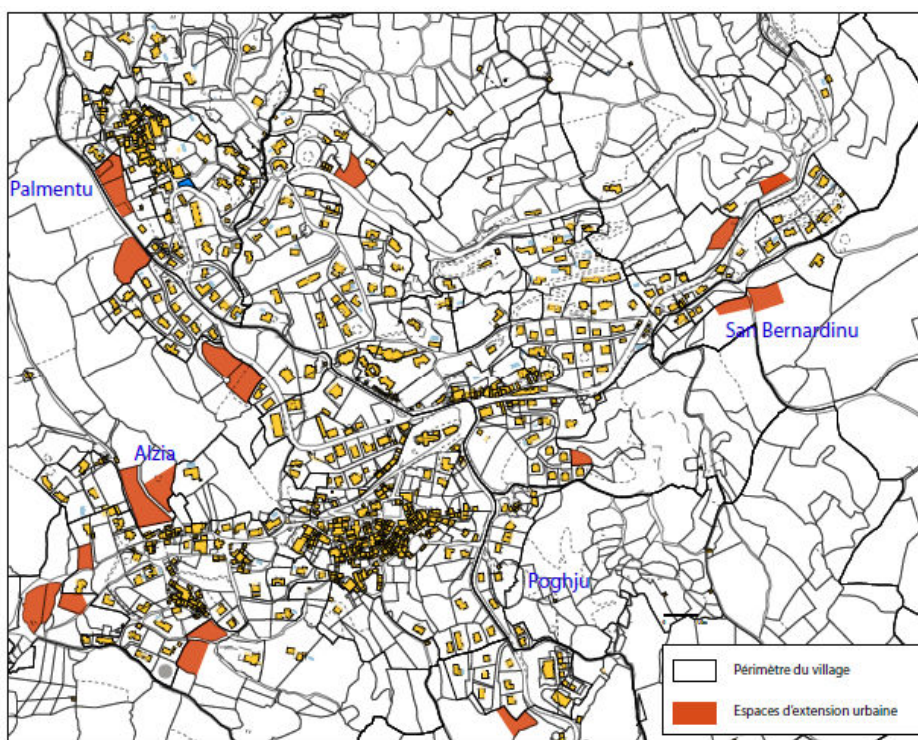 Palmentu
San Bernardinu
Alzia
Poghju
Périmètre du village
Espaces d'extension urbaine